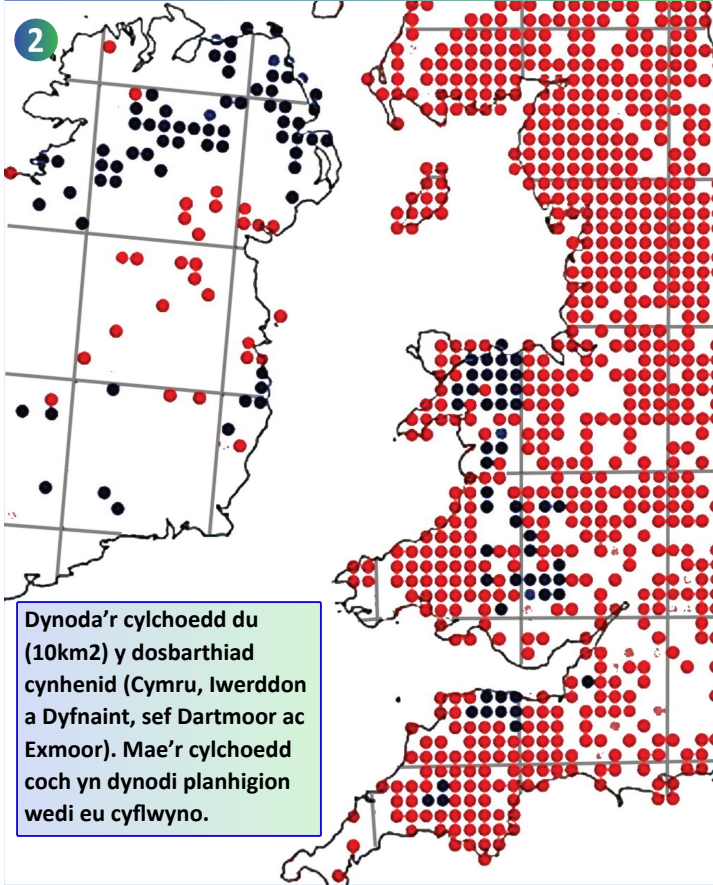 2
Dynoda'r cylchoedd du
(10km2) y dosbarthiad
cynhenid (Cymru, Iwerddon
a Dyfnaint, sef Dartmoor ac
Exmoor). Mae'r cylchoedd
coch yn dynodi planhigion
wedi eu cyflwyno.